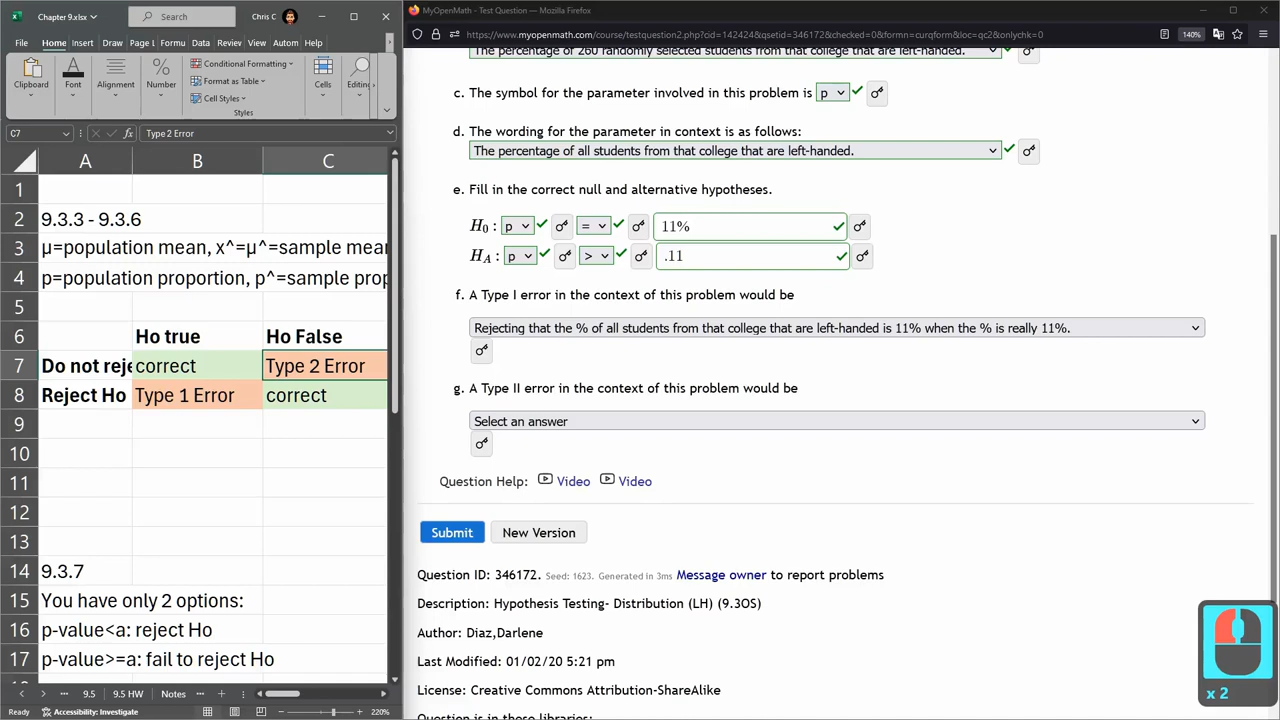 Chapter 9.xlsx
Search
Chris C
File Home Insert Draw Page L Formu Data Review View Autom Help
Clipboard
Font
Alignment
Number
Conditional Formatting
Format as Table
Cell Styles
Styles
Cells
Editing
C7
fx
Type 2 Error
A B C
1
2 9.3.3 - 9.3.6
3 µ=population mean, x^=µ^=sample mea
4 p=population proportion, p^=sample prop
5
6 Ho true Ho False
7 Do not reje correct Type 2 Error
8 Reject Ho Type 1 Error correct
9
10
11
12
13
14 9.3.7
15 You have only 2 options:
16 p-value<a: reject Ho
17 p-value>=a: fail to reject Ho
... 9.5 9.5 HW Notes ... +
Ready
Accessibility: Investigate
220%
MyOpenMath - Test Question — Mozilla Firefox
https://www.myopenmath.com/course/testquestion2.php?cid=142424&qsetid=346172&checked=0&formn=curqform&loc=qc2&onlychk=0
140%
The percentage of 260 randomly selected students from that college that are left-handed.
c. The symbol for the parameter involved in this problem is p
d. The wording for the parameter in context is as follows:
The percentage of all students from that college that are left-handed.
e. Fill in the correct null and alternative hypotheses.
H0 : p = 11%
HA : p > .11
f. A Type I error in the context of this problem would be
Rejecting that the % of all students from that college that are left-handed is 11% when the % is really 11%.
g. A Type II error in the context of this problem would be
Select an answer
Question Help: Video Video
Submit New Version
Question ID: 346172. Seed: 1623. Generated in 3ms Message owner to report problems
Description: Hypothesis Testing- Distribution (LH) (9.3OS)
Author: Diaz,Darlene
Last Modified: 01/02/20 5:21 pm
License: Creative Commons Attribution-ShareAlike
Question is in these libraries:
x 2